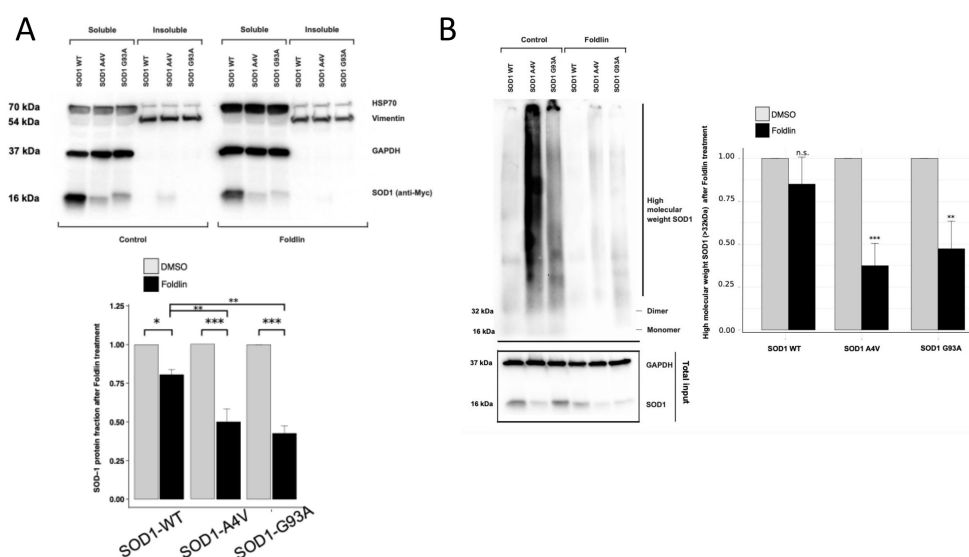 A
Soluble
Insoluble
Soluble
Insoluble
SOD1 WT
SOD1 A4V
SOD1 G93A
SOD1 WT
SOD1 A4V
SOD1 G93A
SOD1 WT
SOD1 A4V
SOD1 G93A
SOD1 WT
SOD1 A4V
SOD1 G93A
70 kDa
54 kDa
37 kDa
16 kDa
HSP70
Vimentin
GAPDH
SOD1 (anti-Myc)
Control
Foldlin
DMSO
Foldlin
SOD–1 protein fraction after Foldlin treatment
1.25
1.00
0.75
0.50
0.25
0.00
*
**
***
**
***
SOD1-WT
SOD1-A4V
SOD1-G93A
B
Control
Foldlin
SOD1 WT
SOD1 A4V
SOD1 G93A
SOD1 WT
SOD1 A4V
SOD1 G93A
High
molecular
weight SOD1
32 kDa
Dimer
16 kDa
Monomer
37 kDa
GAPDH
16 kDa
SOD1
Total input
DMSO
Foldlin
High molecular weight SOD1 (>32kDa) after Foldlin treatment
1.00
0.75
0.50
0.25
0.00
n.s.
***
**
SOD1 WT
SOD1 A4V
SOD1 G93A